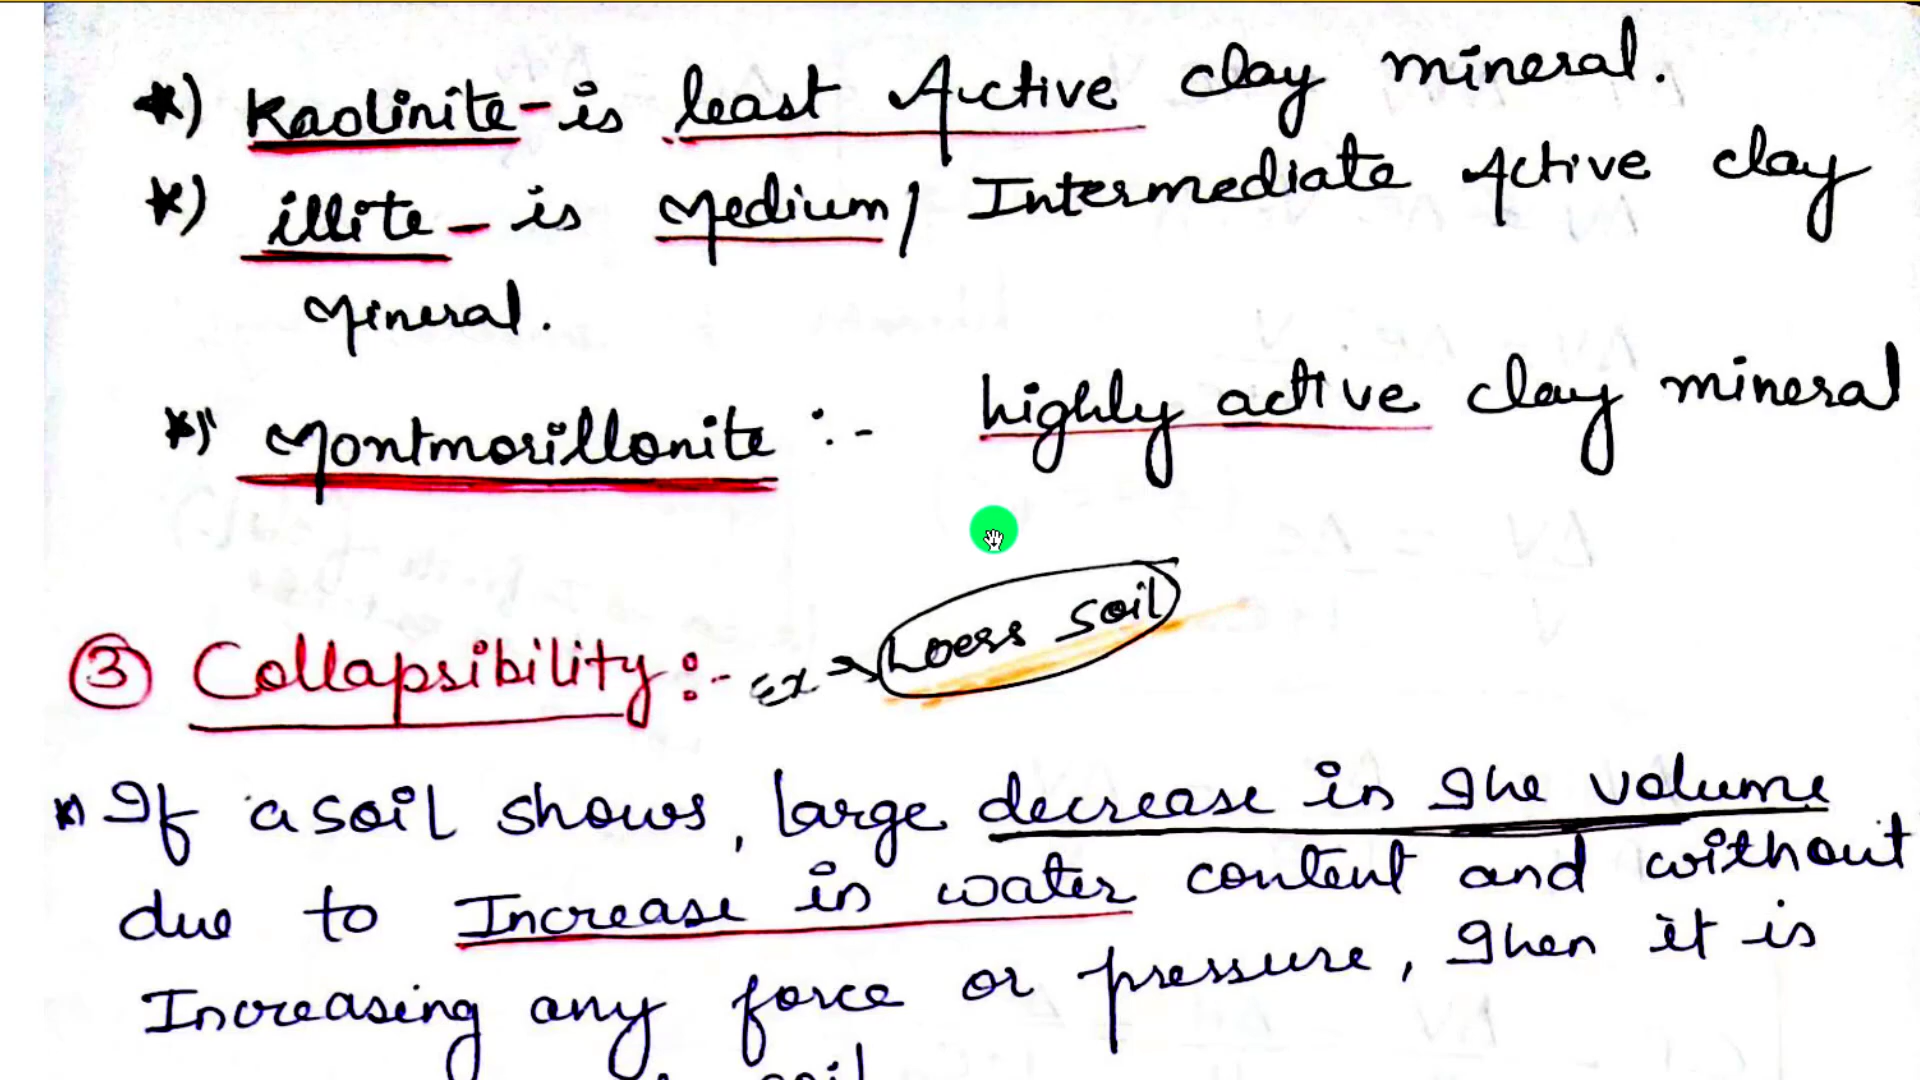 *) Kaolinite - is least Active clay mineral.
*) illite - is Medium / Intermediate Active clay
Mineral.
*) Montmorillonite :- highly active clay mineral
③ Collapsibility :- Ex → Loess soil
*) If a soil shows, large decrease in the volume
due to Increase in water content and without
Increasing any force or pressure, then it is
soil